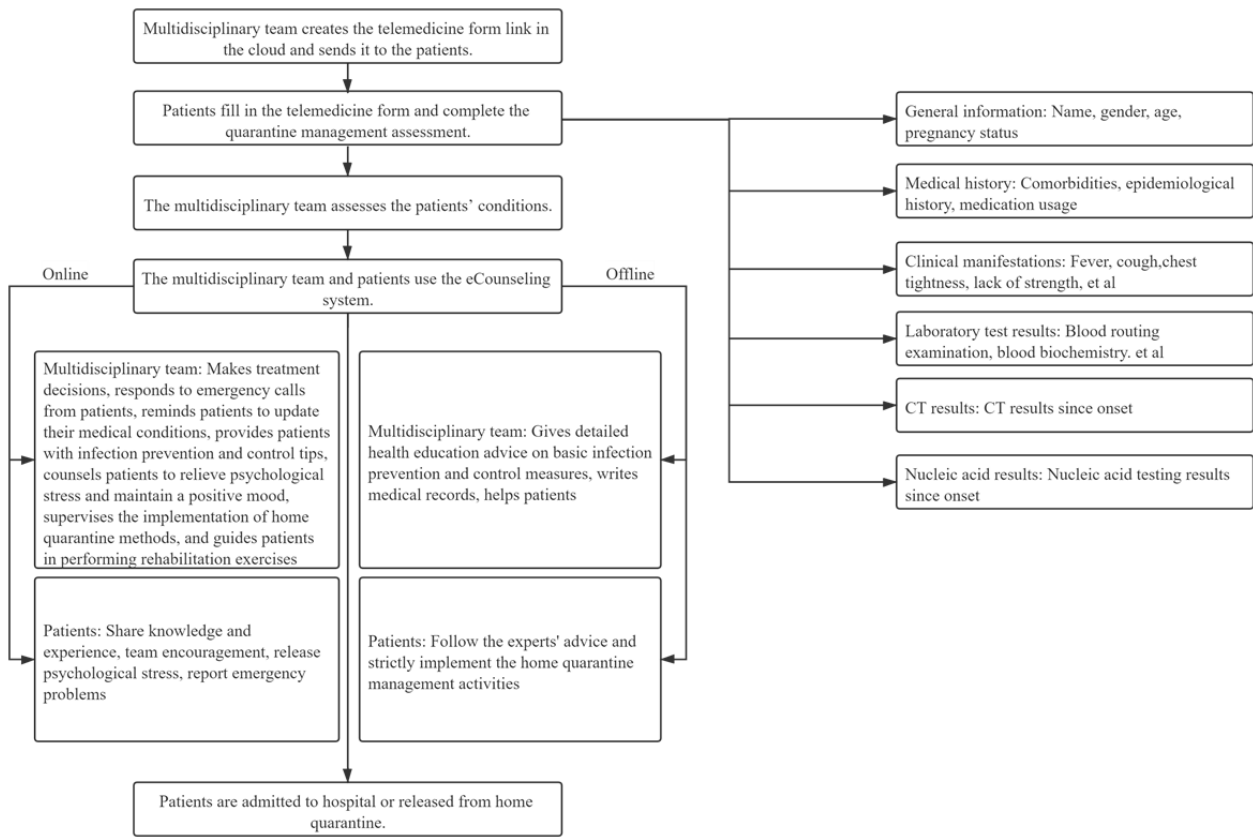 Multidisciplinary team creates the telemedicine form link in
the cloud and sends it to the patients.
Patients fill in the telemedicine form and complete the
quarantine management assessment.
The multidisciplinary team assesses the patients' conditions.
Online
The multidisciplinary team and patients use the eCounseling
system.
Offline
Multidisciplinary team: Makes treatment
decisions, responds to emergency calls
from patients, reminds patients to update
their medical conditions, provides patients
with infection prevention and control tips,
counsels patients to relieve psychological
stress and maintain a positive mood,
supervises the implementation of home
quarantine methods, and guides patients
in performing rehabilitation exercises
Multidisciplinary team: Gives detailed
health education advice on basic infection
prevention and control measures, writes
medical records, helps patients
Patients: Share knowledge and
experience, team encouragement, release
psychological stress, report emergency
problems
Patients: Follow the experts' advice and
strictly implement the home quarantine
management activities
Patients are admitted to hospital or released from home
quarantine.
General information: Name, gender, age,
pregnancy status
Medical history: Comorbidities, epidemiological
history, medication usage
Clinical manifestations: Fever, cough,chest
tightness, lack of strength, et al
Laboratory test results: Blood routing
examination, blood biochemistry. et al
CT results: CT results since onset
Nucleic acid results: Nucleic acid testing results
since onset